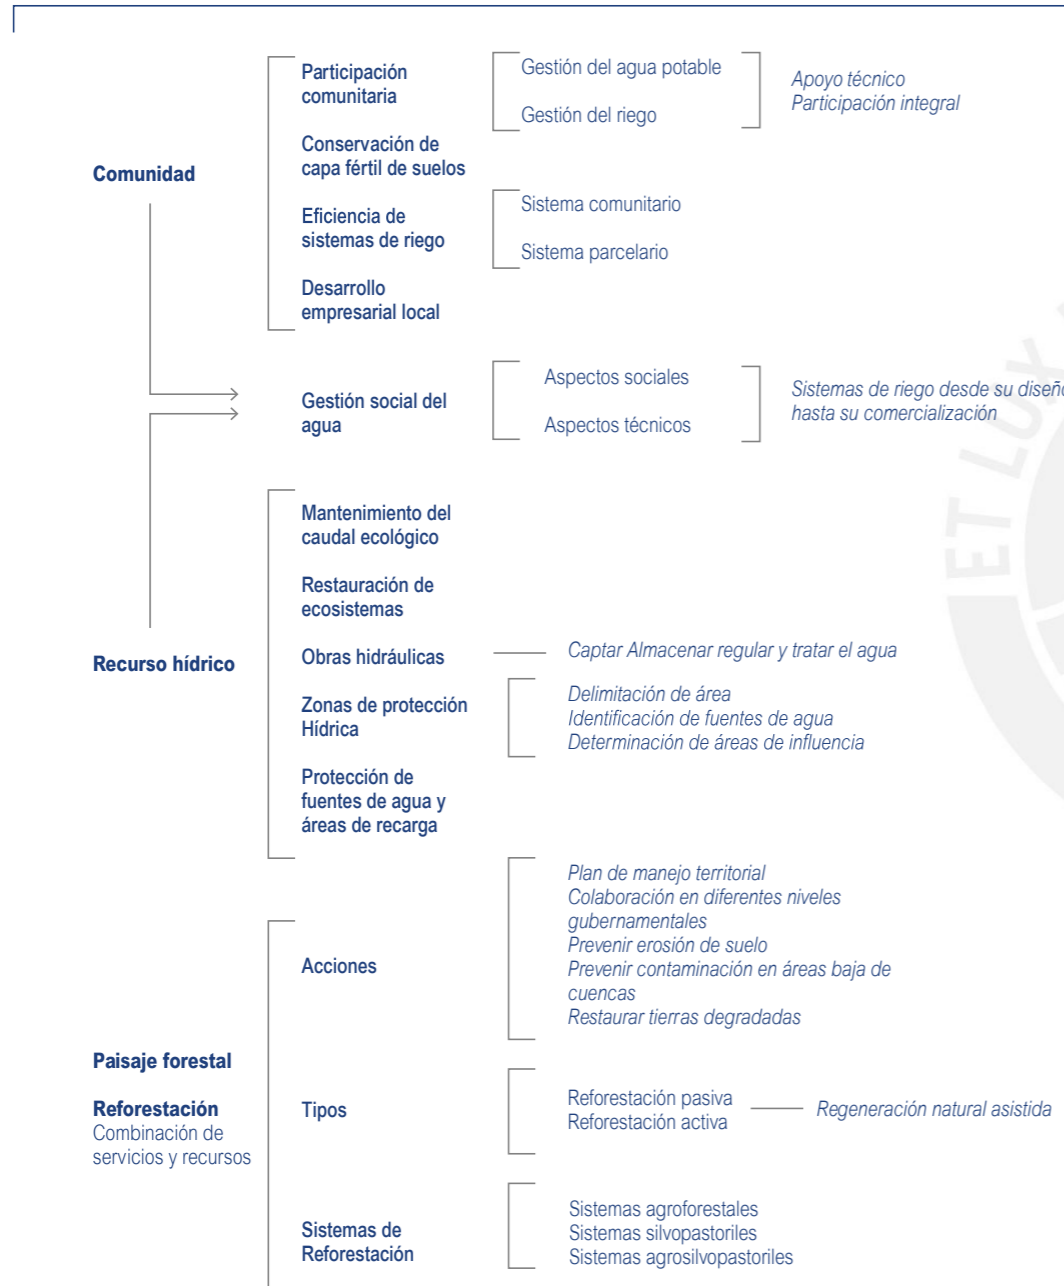 Participación
comunitaria
Gestión del agua potable
Gestión del riego
Apoyo técnico
Participación integral
Conservación de
capa fértil de suelos
Comunidad
Eficiencia de
sistemas de riego
Sistema comunitario
Sistema parcelario
Desarrollo
empresarial local
Gestión social del
agua
Aspectos sociales
Aspectos técnicos
Sistemas de riego desde su diseño
hasta su comercialización
ET LUX
Mantenimiento del
caudal ecológico
Restauración de
ecosistemas
Recurso hídrico
Obras hidráulicas
Captar Almacenar regular y tratar el agua
Zonas de protección
Hídrica
Delimitación de área
Identificación de fuentes de agua
Determinación de áreas de influencia
Protección de
fuentes de agua y
áreas de recarga
Acciones
Plan de manejo territorial
Colaboración en diferentes niveles
gubernamentales
Prevenir erosión de suelo
Prevenir contaminación en áreas baja de
cuencas
Restaurar tierras degradadas
Paisaje forestal
Reforestación
Combinación de
servicios y recursos
Tipos
Reforestación pasiva
Reforestación activa
Regeneración natural asistida
Sistemas de
Reforestación
Sistemas agroforestales
Sistemas silvopastoriles
Sistemas agrosilvopastoriles